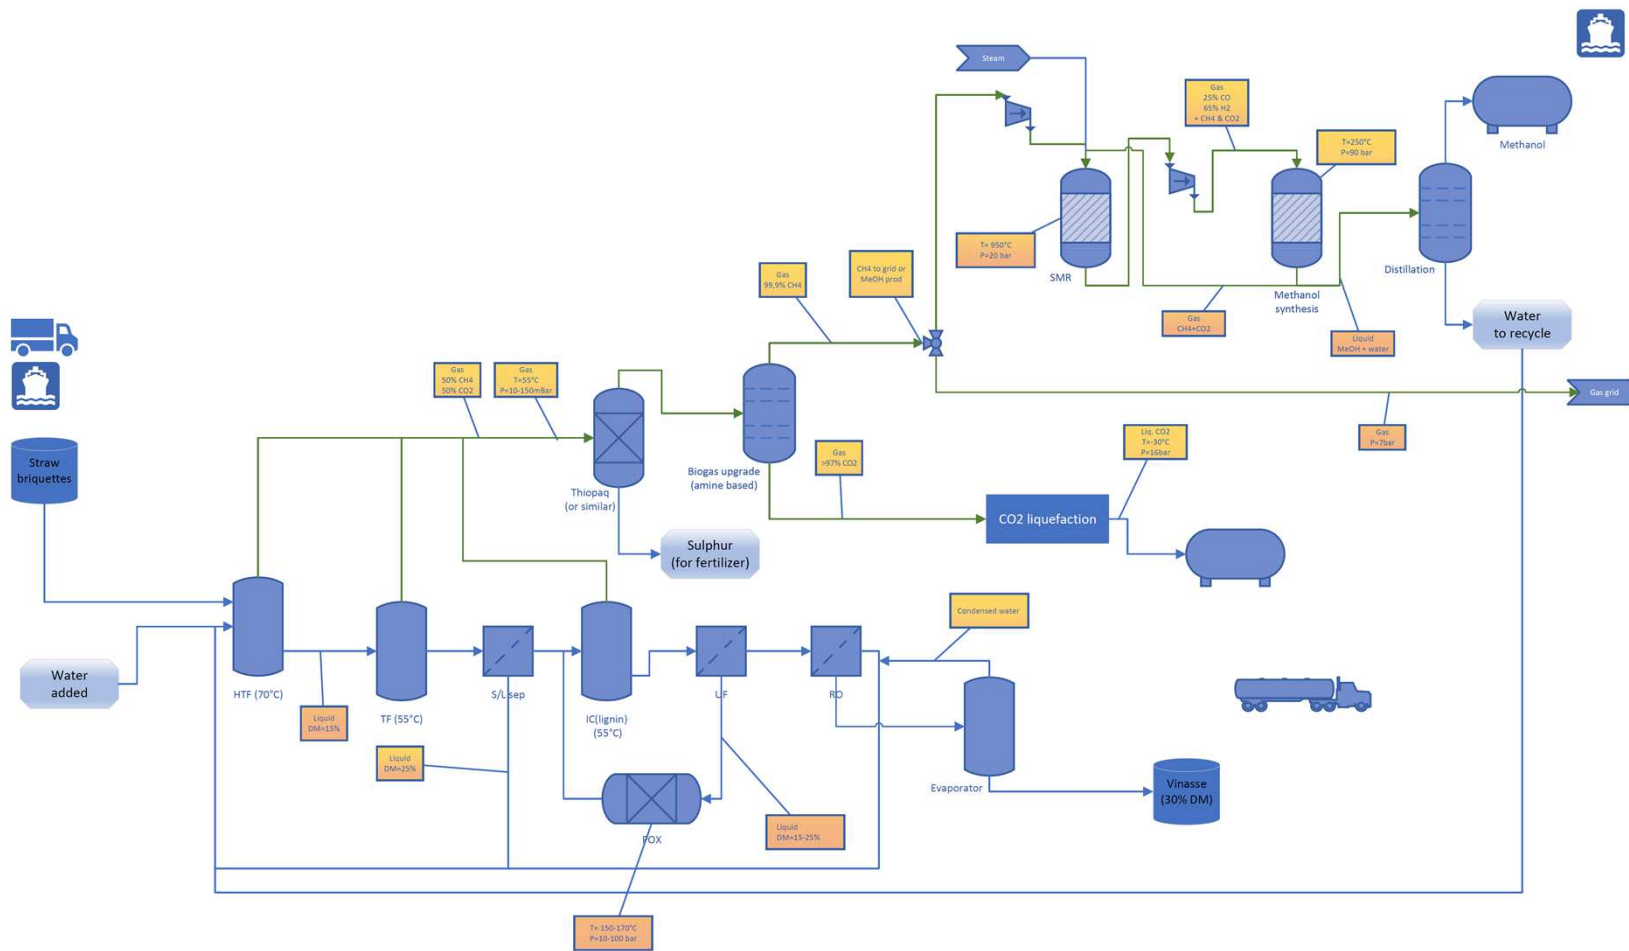 Steam
Gas
25% CO
65% H2
+ CH4 & CO2
T=250°C
P=90 bar
Methanol
T= 950°C
P=20 bar
SMR
Methanol
synthesis
Distillation
Gas
CH4+CO2
Liquid
MeOH + water
Water
to recycle
Gas
99,9% CH4
CH4 to grid or
MeOH prod
Gas
50% CH4
50% CO2
Gas
T=55°C
P=10-150mBar
Gas grid
Gas
P=7bar
Straw
briquettes
Thiopaq
(or similar)
Biogas upgrade
(amine based)
Gas
>97% CO2
Liq. CO2
T=-30°C
P=16bar
CO2 liquefaction
Sulphur
(for fertilizer)
Condensed water
Water
added
HTF (70°C)
Liquid
DM=15%
TF (55°C)
S/L sep
IC(lignin)
(55°C)
UF
RO
Liquid
DM=25%
Evaporator
Vinasse
(30% DM)
POX
Liquid
DM=15-25%
T= 150-170°C
P=10-100 bar